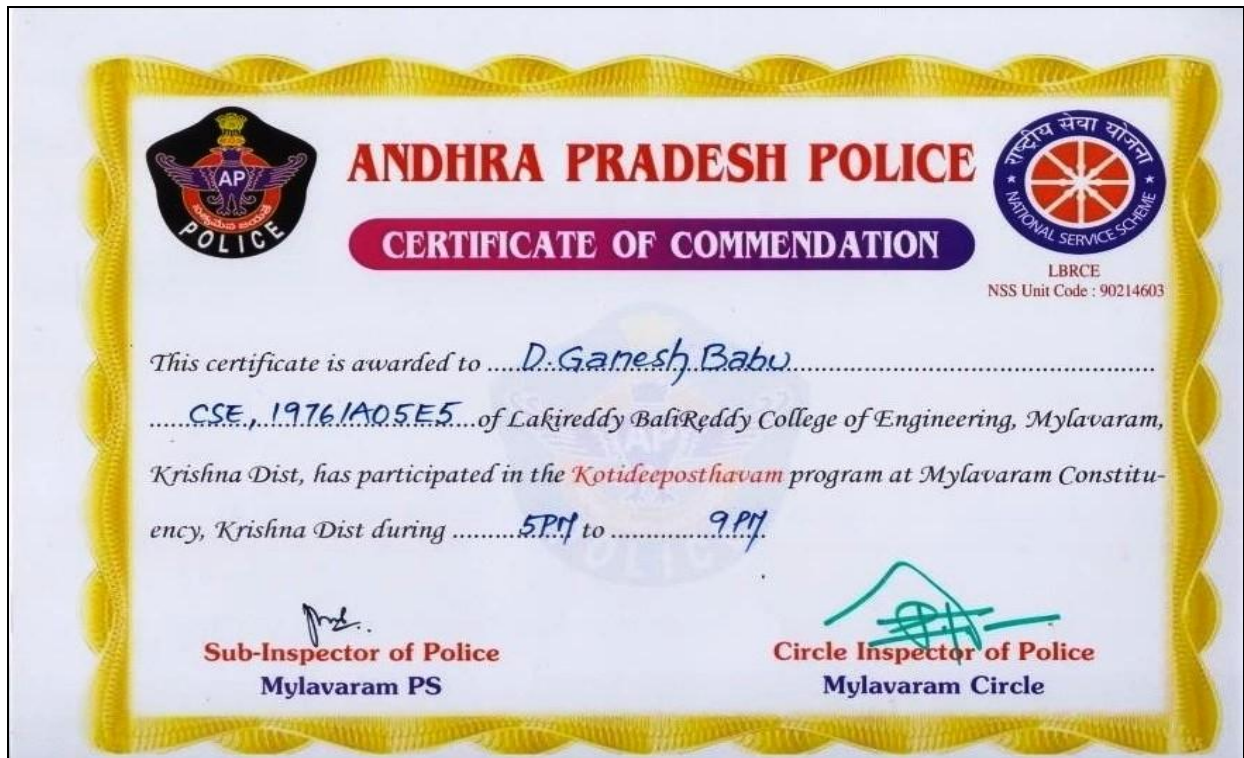 ANDHRA PRADESH POLICE
CERTIFICATE OF COMMENDATION
AP
POLICE
राष्ट्रीय सेवा योजना
NATIONAL SERVICE SCHEME
LBRCE
NSS Unit Code : 90214603
This certificate is awarded to .....D.Ganesh Babu..........
.....CSE, 19761A05E5...of Lakireddy BaliReddy College of Engineering, Mylavaram,
Krishna Dist, has participated in the Kotideeposthavam program at Mylavaram Constitu-
ency, Krishna Dist during ..........5PM to ...............9PM
Sub-Inspector of Police
Mylavaram PS
Circle Inspector of Police
Mylavaram Circle